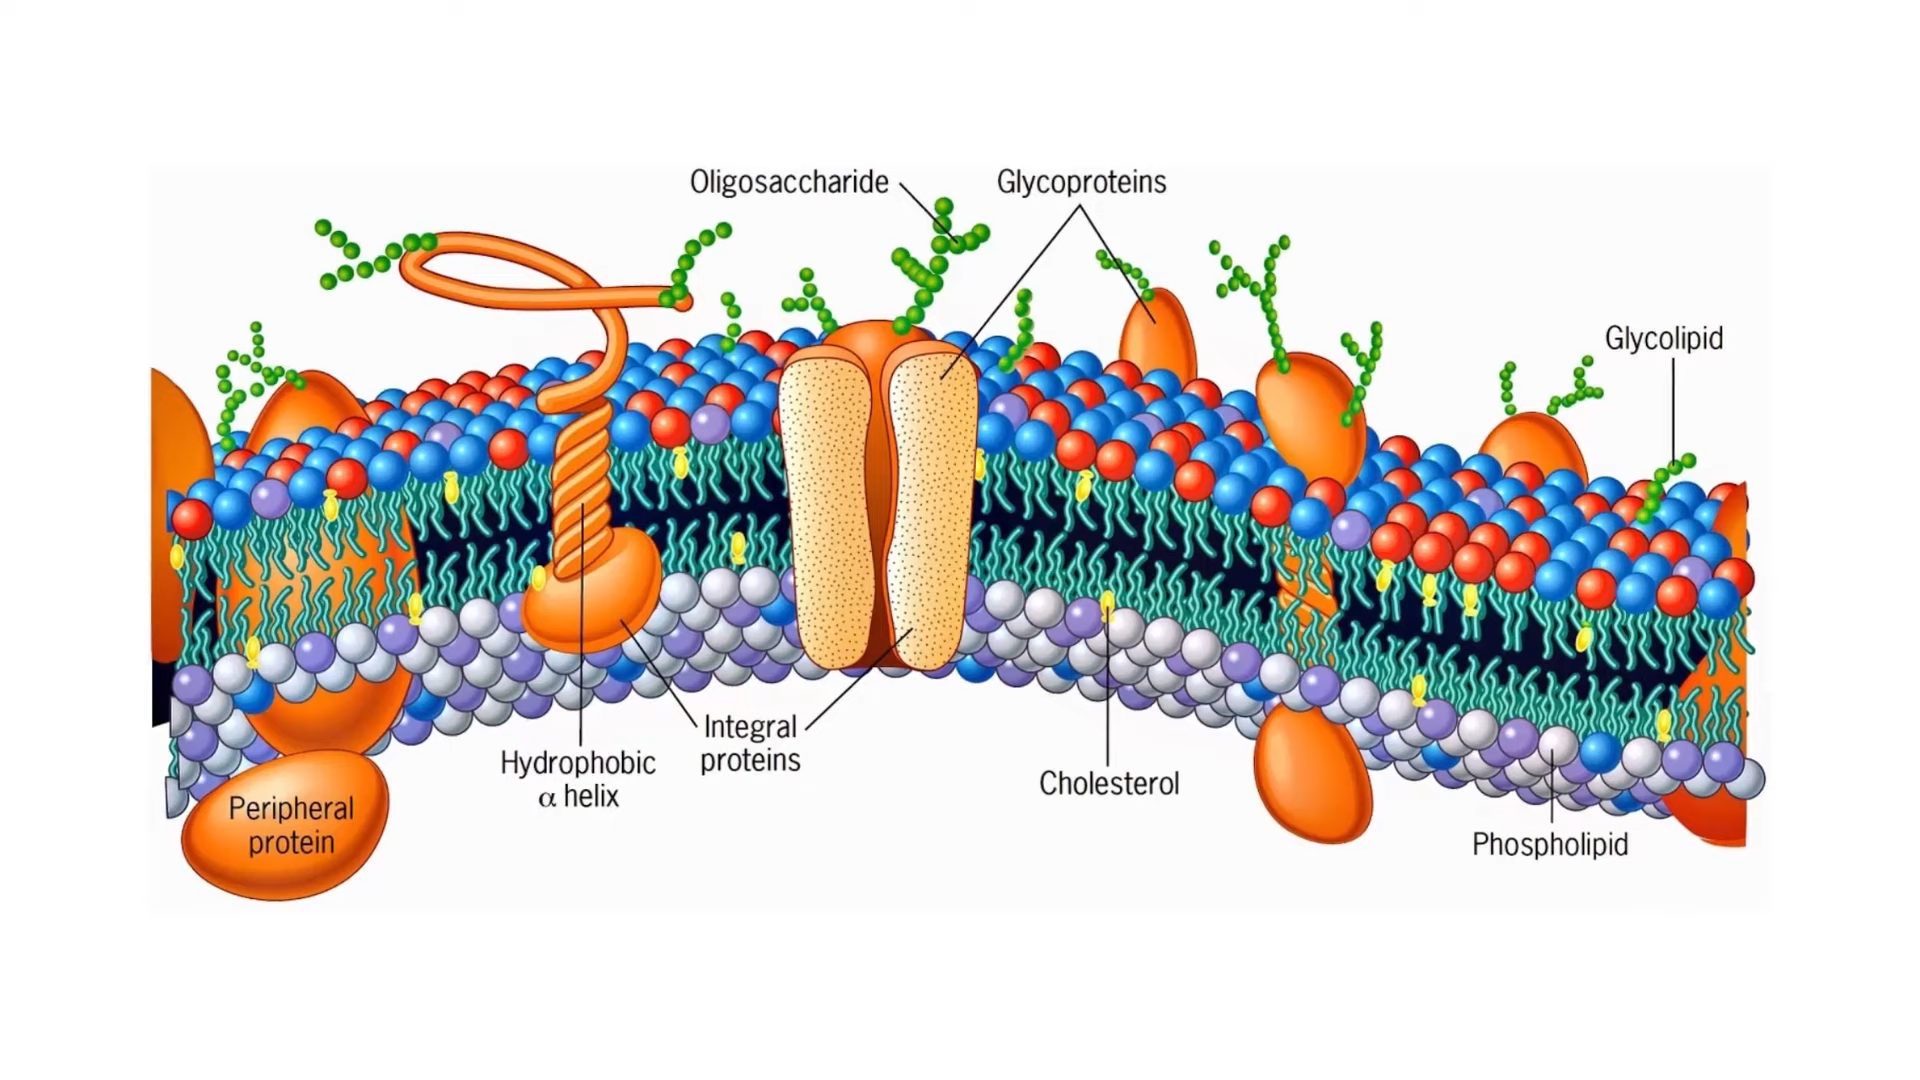 Oligosaccharide
Glycoproteins
Glycolipid
Integral
proteins
Hydrophobic
α helix
Cholesterol
Peripheral
protein
Phospholipid